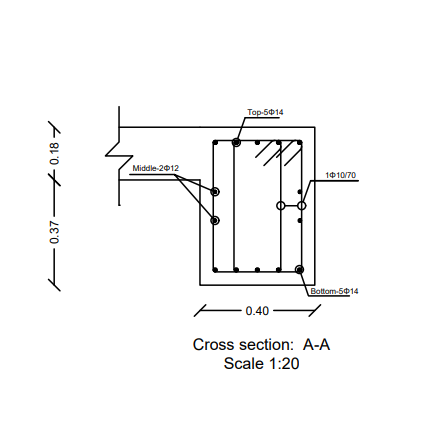 Top-5Φ14
0.18
Middle-2Φ12
1Φ10/70
0.37
Bottom-5Φ14
0.40
Cross section: A-A
Scale 1:20